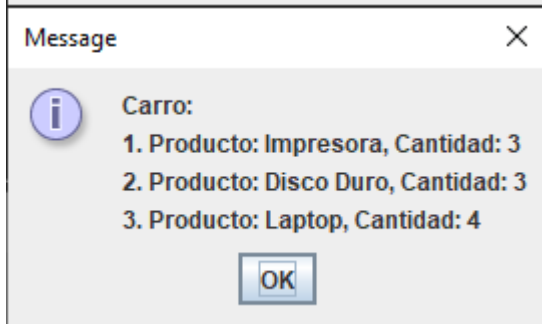 Message
Carro:
1. Producto: Impresora, Cantidad: 3
2. Producto: Disco Duro, Cantidad: 3
3. Producto: Laptop, Cantidad: 4
OK